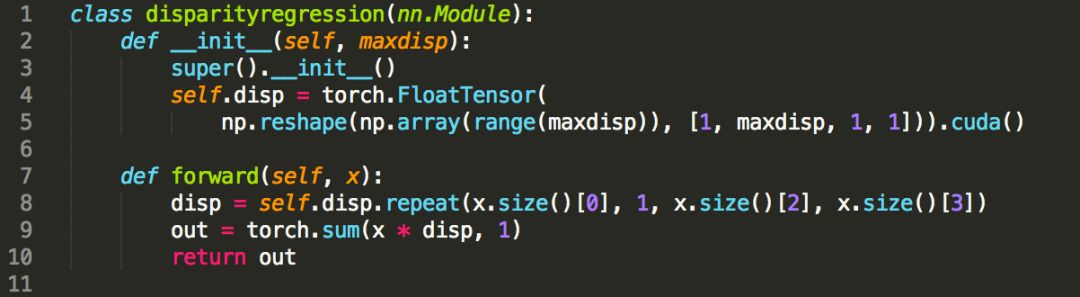 1 class disparityregression(nn.Module):
2     def __init__(self, maxdisp):
3         super().__init__()
4         self.disp = torch.FloatTensor(
5             np.reshape(np.array(range(maxdisp)), [1, maxdisp, 1, 1])).cuda()
6
7     def forward(self, x):
8         disp = self.disp.repeat(x.size()[0], 1, x.size()[2], x.size()[3])
9         out = torch.sum(x * disp, 1)
10         return out
11